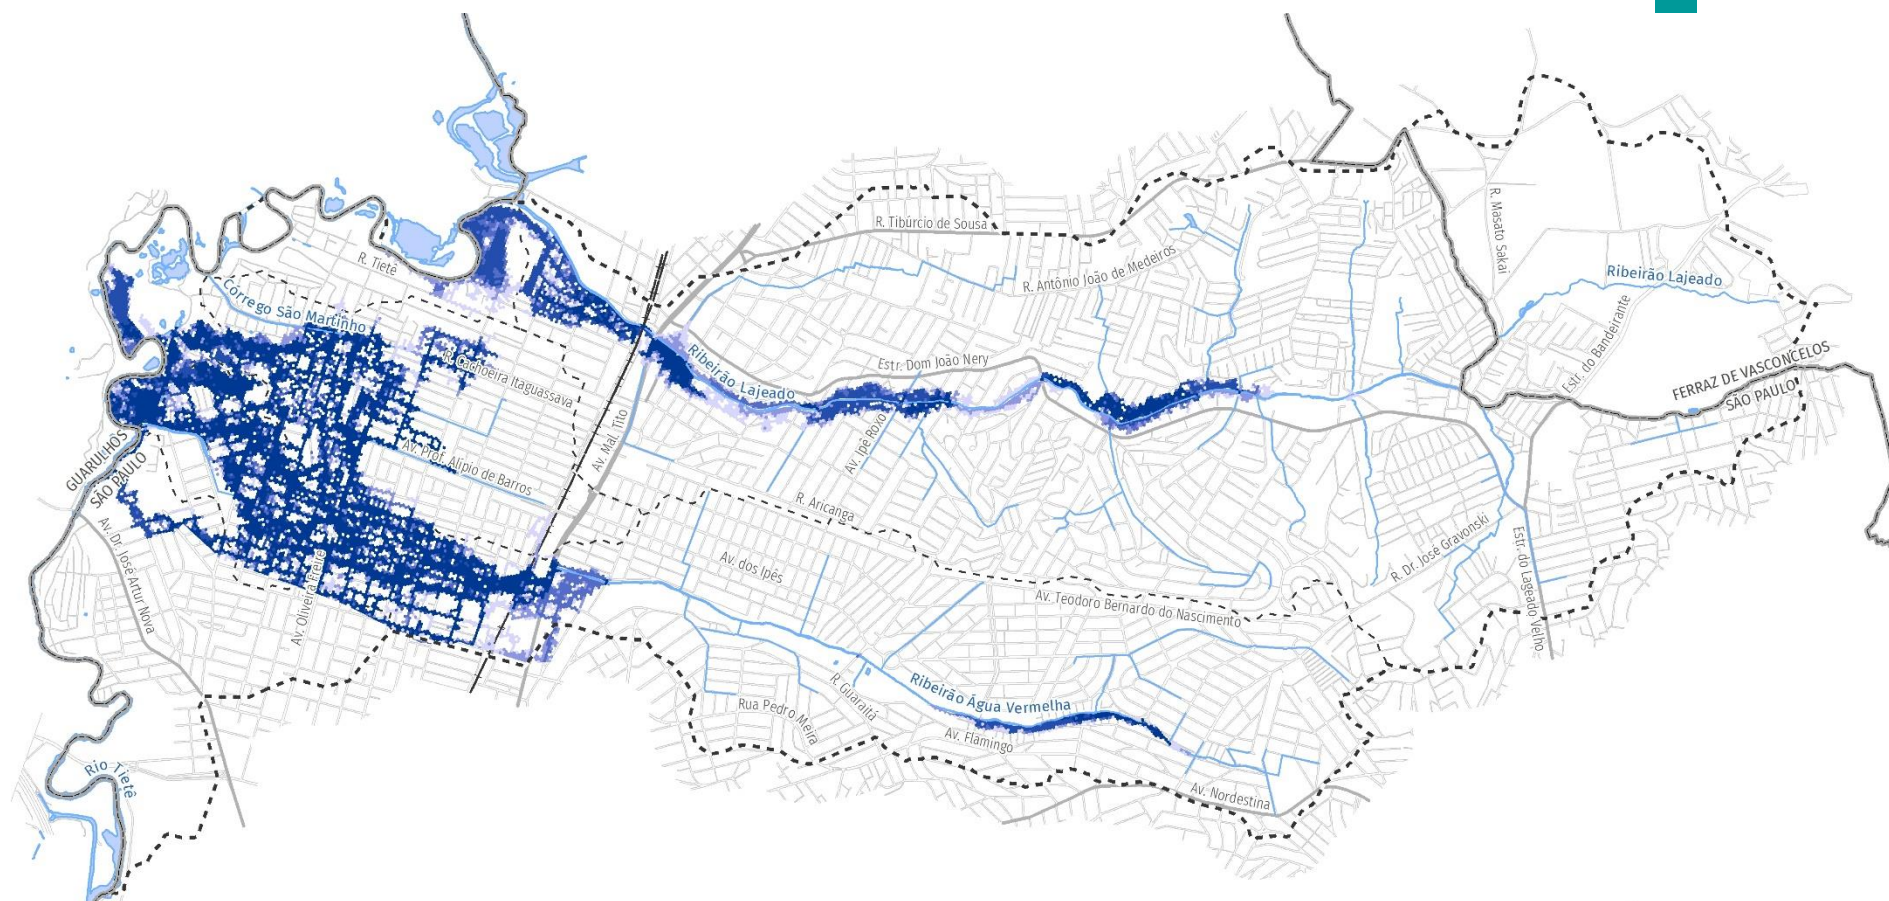 R. Tibúrcio de Sousa
R. Masato Sakai
R. Tietê
R. Antônio João de Medeiros
Ribeirão Lajeado
Córrego São Martinho
Estr. do Bandeirante
R. Cachoeira Itaguassava
Ribeirão Lajeado
Estr. Dom João Nery
FERRAZ DE VASCONCELOS
SÃO PAULO
GUARULHOS
SÃO PAULO
Av. Mal. Tito
Av. Ipê Roxo
Av. Prof. Alípio de Barros
R. Aricanga
Av. Dr. José Artur Nova
Av. Oliveira Freire
Av. dos Ipês
R. Dr. José Gravonski
Estr. do Lageado Velho
Av. Teodoro Bernardo do Nascimento
R. Guaraitá
Ribeirão Água Vermelha
Rua Pedro Meira
Av. Flamingo
Rio Tietê
Av. Nordestina